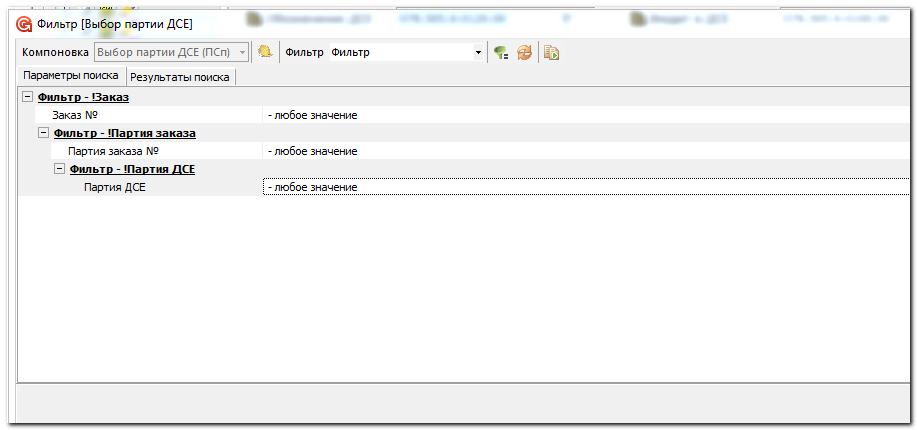 Фильтр [Выбор партии ДСЕ]
Компоновка Выбор партии ДСЕ (ПСп) Фильтр Фильтр
Параметры поиска Результаты поиска
Фильтр - !Заказ
Заказ № - любое значение
Фильтр - !Партия заказа
Партия заказа № - любое значение
Фильтр - !Партия ДСЕ
Партия ДСЕ - любое значение